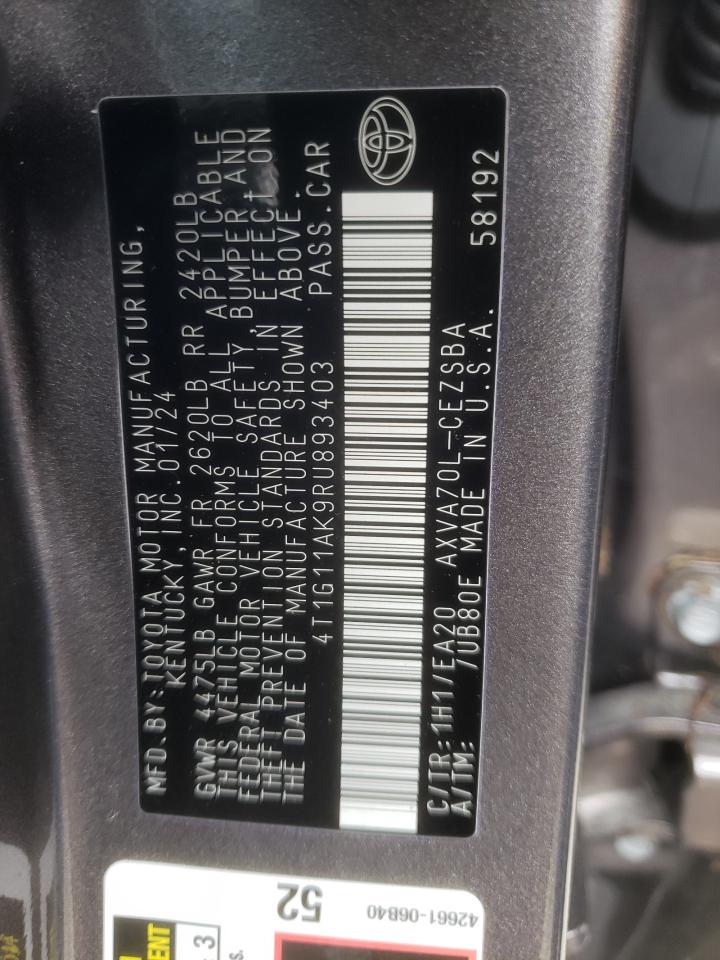 MFD.BY:TOYOTA MOTOR MANUFACTURING,
KENTUCKY, INC.01/24
GVWR 4475LB GAWR FR 2620LB RR 2420LB
THIS VEHICLE CONFORMS TO ALL APPLICABLE
FEDERAL MOTOR VEHICLE SAFETY, BUMPER AND
THEFT PREVENTION STANDARDS IN EFFECT ON
THE DATE OF MANUFACTURE SHOWN ABOVE.
4T1G11AK9RU893403 PASS.CAR
C/TR:1H1/EA20 AXVA70L-CEZSBA
A/TM: /UB80E MADE IN U.S.A. 58192
52
42661-06B40
3